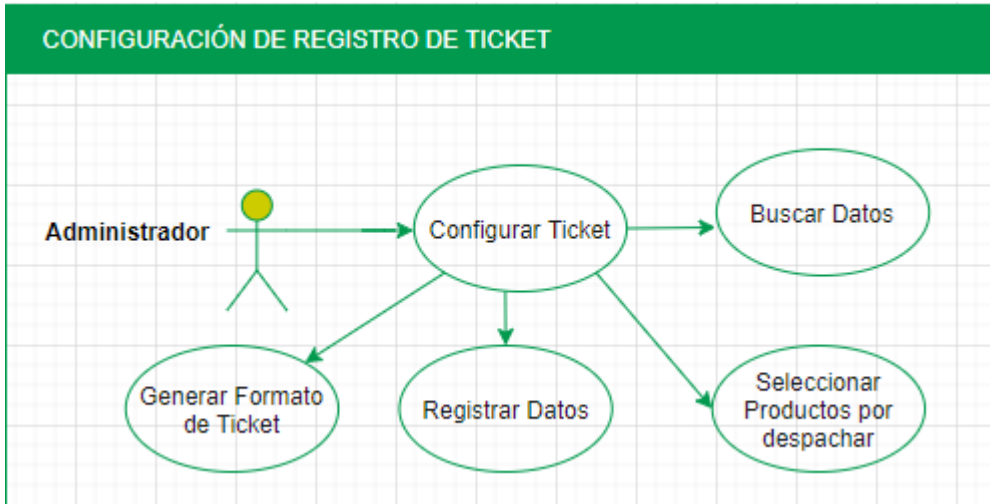 CONFIGURACIÓN DE REGISTRO DE TICKET
Administrador
Configurar Ticket
Buscar Datos
Generar Formato
de Ticket
Registrar Datos
Seleccionar
Productos por
despachar